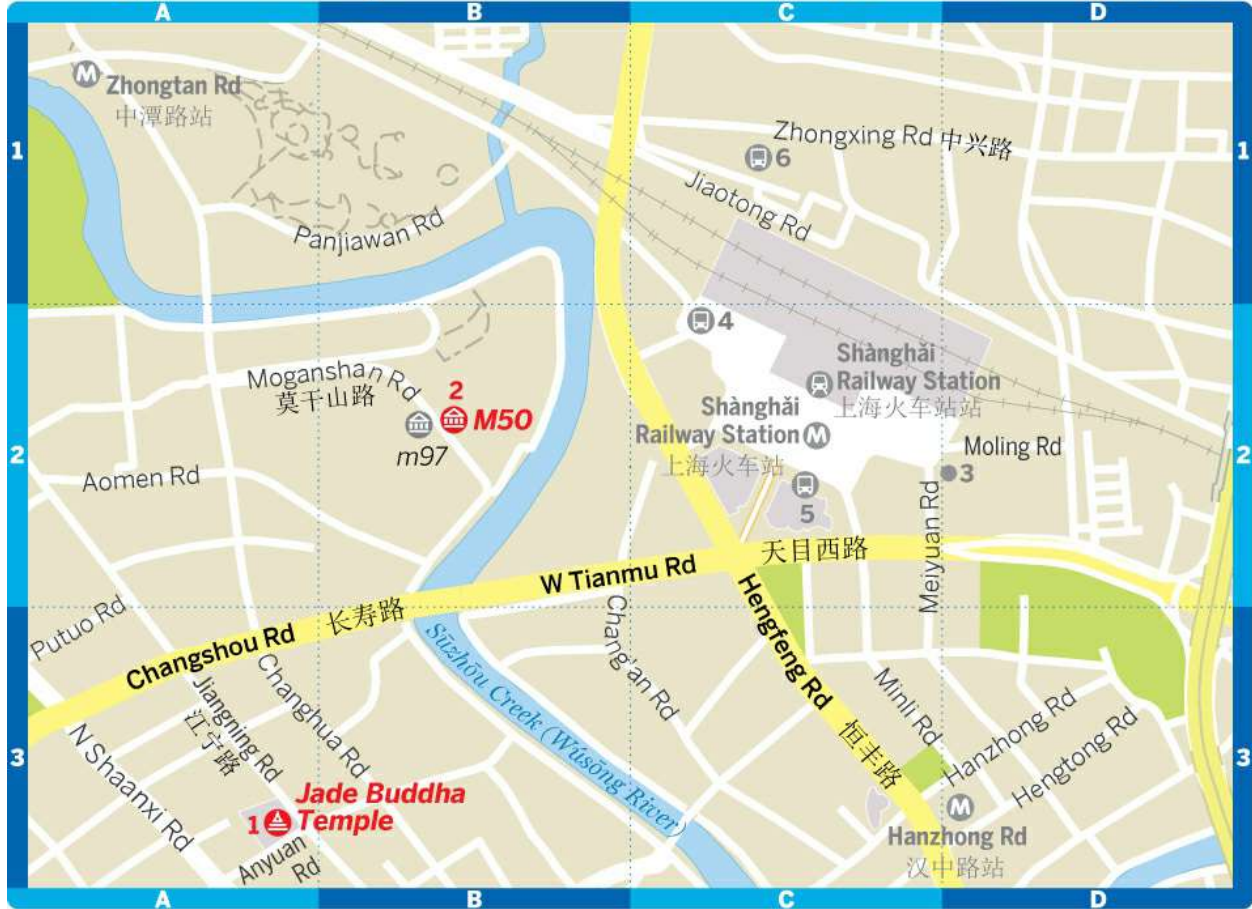 A
B
C
D
M Zhongtan Rd
中潭路站
1
1
Zhongxing Rd 中兴路
6
Jiaotong Rd
Panjiawan Rd
4
Moganshan Rd
莫干山路
2
M50
m97
Shànghǎi
Railway Station
上海火车站站
Shànghǎi
Railway Station M
上海火车站
Moling Rd
3
5
2
2
Aomen Rd
Meiyuan Rd
天目西路
W Tianmu Rd
Hengfeng Rd
恒丰路
长寿路
Changshou Rd
Putuo Rd
Sūzhōu Creek (Wúsōng River)
Chang'an Rd
Minli Rd
Hanzhong Rd
Hengtong Rd
Jiangning Rd
江宁路
Changhua Rd
N Shaanxi Rd
3
3
Jade Buddha
Temple
1
Anyuan
Rd
M
Hanzhong Rd
汉中路站
A
B
C
D